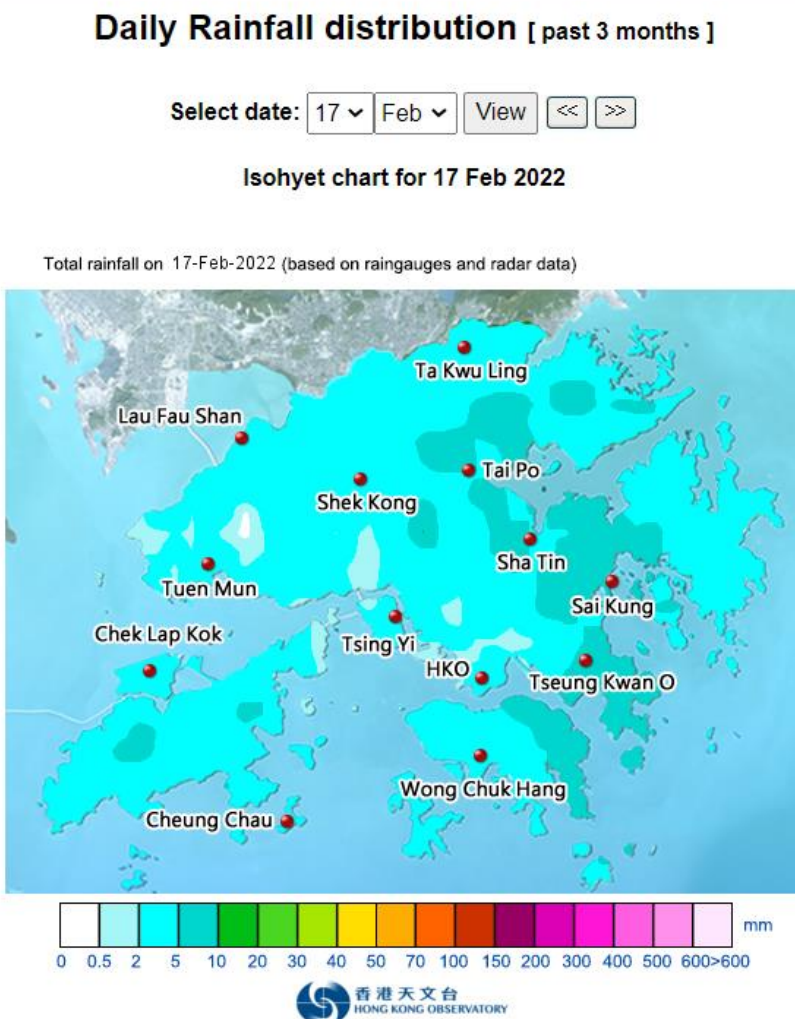 Daily Rainfall distribution [ past 3 months ]
Select date: 17 Feb View << >>
Isohyet chart for 17 Feb 2022
Total rainfall on 17-Feb-2022 (based on raingauges and radar data)
Ta Kwu Ling
Lau Fau Shan
Tai Po
Shek Kong
Sha Tin
Tuen Mun
Sai Kung
Chek Lap Kok
Tsing Yi
HKO
Tseung Kwan O
Wong Chuk Hang
Cheung Chau
mm
0 0.5 2 5 10 20 30 40 50 70 100 150 200 300 400 500 600>600
香港天文台
HONG KONG OBSERVATORY